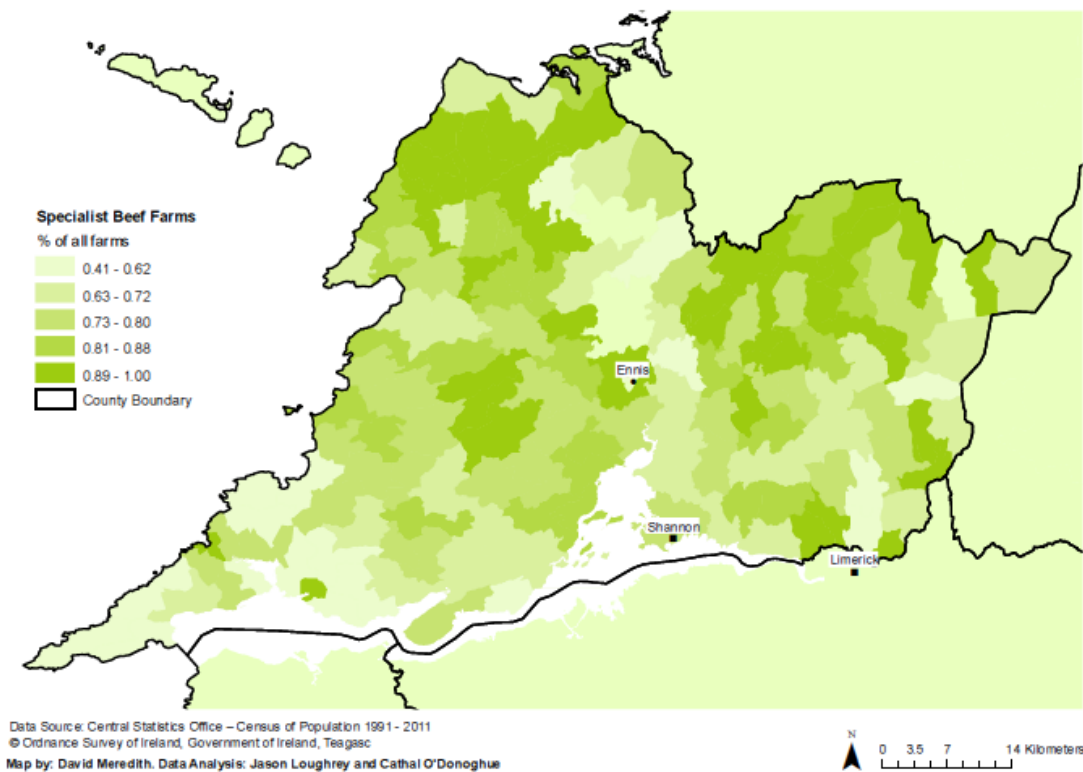 Specialist Beef Farms
% of all farms
0.41 - 0.62
0.63 - 0.72
0.73 - 0.80
0.81 - 0.88
0.89 - 1.00
County Boundary
Ennis
Shannon
Limerick
Data Source: Central Statistics Office – Census of Population 1991 - 2011
© Ordnance Survey of Ireland, Government of Ireland, Teagasc
Map by: David Meredith. Data Analysis: Jason Loughrey and Cathal O'Donoghue
N
0 3.5 7 14 Kilometers